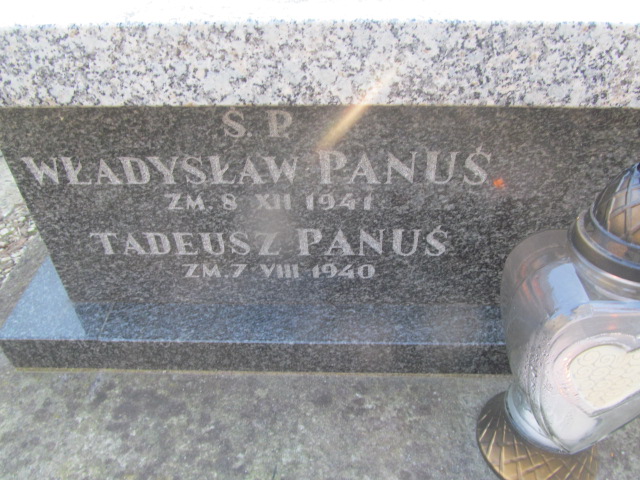 Ś.P.
WŁADYSŁAW PANUŚ
ZM. 8 XII 1941
TADEUSZ PANUŚ
ZM. 7 VIII 1940